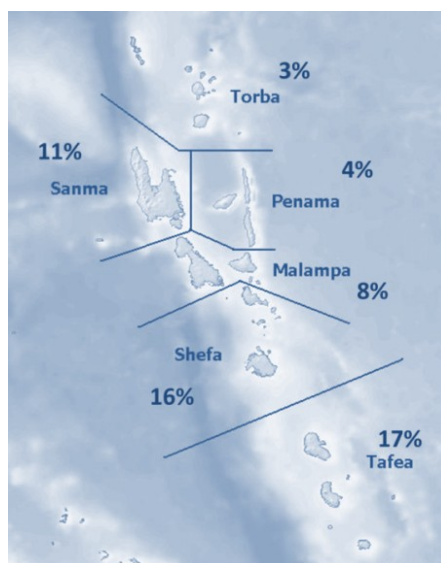 3%
Torba
11%
Sanma
4%
Penama
Malampa
8%
Shefa
16%
17%
Tafea